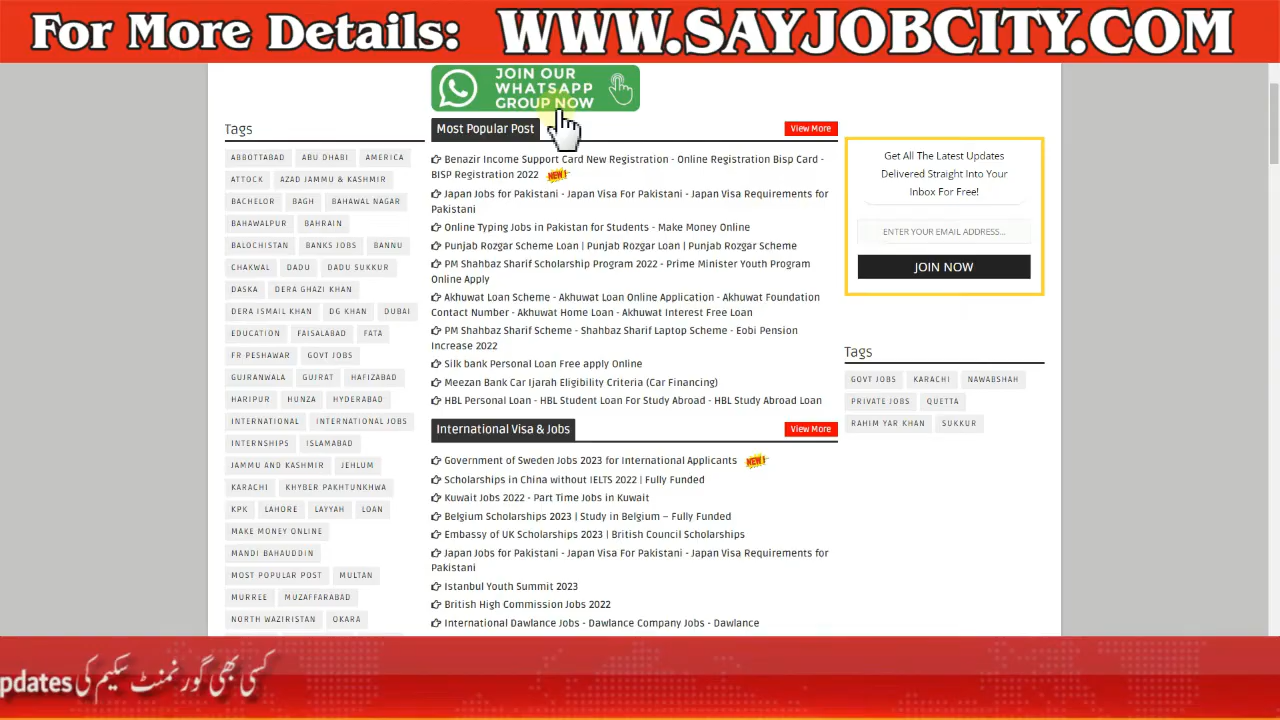 For More Details: WWW.SAYJOBCITY.COM
JOIN OUR
WHATSAPP
GROUP NOW
Tags
ABBOTTABAD ABU DHABI AMERICA
ATTOCK AZAD JAMMU & KASHMIR
BACHELOR BAGH BAHAWAL NAGAR
BAHAWALPUR BAHRAIN
BALOCHISTAN BANKS JOBS BANNU
CHAKWAL DADU DADU SUKKUR
DASKA DERA GHAZI KHAN
DERA ISMAIL KHAN DG KHAN DUBAI
EDUCATION FAISALABAD FATA
FR PESHAWAR GOVT JOBS
GUJRANWALA GUJRAT HAFIZABAD
HARIPUR HUNZA HYDERABAD
INTERNATIONAL INTERNATIONAL JOBS
INTERNSHIPS ISLAMABAD
JAMMU AND KASHMIR JEHLUM
KARACHI KHYBER PAKHTUNKHWA
KPK LAHORE LAYYAH LOAN
MAKE MONEY ONLINE
MANDI BAHAUDDIN
MOST POPULAR POST MULTAN
MURREE MUZAFFARABAD
NORTH WAZIRISTAN OKARA
Most Popular Post View More
Benazir Income Support Card New Registration - Online Registration Bisp Card -
BISP Registration 2022 NEW!
Japan Jobs for Pakistani - Japan Visa For Pakistani - Japan Visa Requirements for
Pakistani
Online Typing Jobs in Pakistan for Students - Make Money Online
Punjab Rozgar Scheme Loan | Punjab Rozgar Loan | Punjab Rozgar Scheme
PM Shahbaz Sharif Scholarship Program 2022 - Prime Minister Youth Program
Online Apply
Akhuwat Loan Scheme - Akhuwat Loan Online Application - Akhuwat Foundation
Contact Number - Akhuwat Home Loan - Akhuwat Interest Free Loan
PM Shahbaz Sharif Scheme - Shahbaz Sharif Laptop Scheme - Eobi Pension
Increase 2022
Silk bank Personal Loan Free apply Online
Meezan Bank Car Ijarah Eligibility Criteria (Car Financing)
HBL Personal Loan - HBL Student Loan For Study Abroad - HBL Study Abroad Loan
International Visa & Jobs View More
Government of Sweden Jobs 2023 for International Applicants NEW!
Scholarships in China without IELTS 2022 | Fully Funded
Kuwait Jobs 2022 - Part Time Jobs in Kuwait
Belgium Scholarships 2023 | Study in Belgium – Fully Funded
Embassy of UK Scholarships 2023 | British Council Scholarships
Japan Jobs for Pakistani - Japan Visa For Pakistani - Japan Visa Requirements for
Pakistani
Istanbul Youth Summit 2023
British High Commission Jobs 2022
International Dawlance Jobs - Dawlance Company Jobs - Dawlance
Get All The Latest Updates
Delivered Straight Into Your
Inbox For Free!
ENTER YOUR EMAIL ADDRESS...
JOIN NOW
Tags
GOVT JOBS KARACHI NAWABSHAH
PRIVATE JOBS QUETTA
RAHIM YAR KHAN SUKKUR
کسی بھی گورنمنٹ سکیم کی pdates